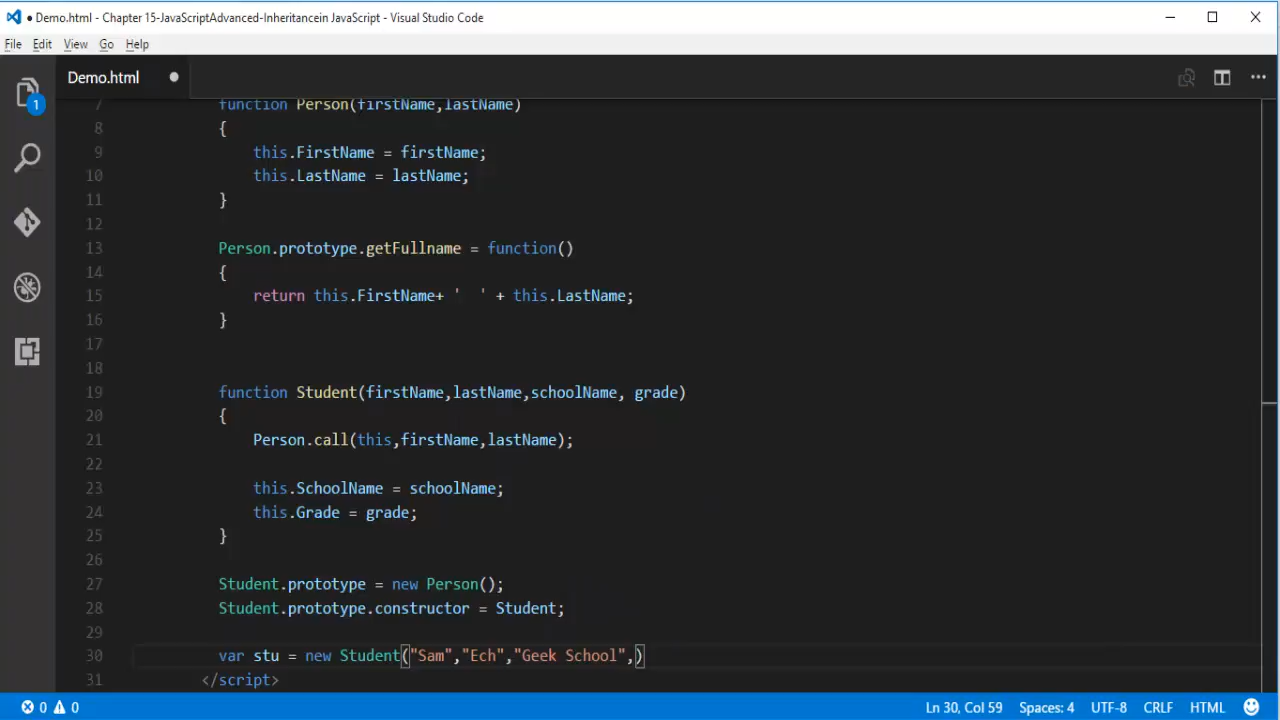 ● Demo.html - Chapter 15-JavaScriptAdvanced-Inheritancein JavaScript - Visual Studio Code
File Edit View Go Help
Demo.html
1
7 function Person(firstName,lastName)
8 {
9 this.FirstName = firstName;
10 this.LastName = lastName;
11 }
12
13 Person.prototype.getFullname = function()
14 {
15 return this.FirstName+ '  ' + this.LastName;
16 }
17
18
19 function Student(firstName,lastName,schoolName, grade)
20 {
21 Person.call(this,firstName,lastName);
22
23 this.SchoolName = schoolName;
24 this.Grade = grade;
25 }
26
27 Student.prototype = new Person();
28 Student.prototype.constructor = Student;
29
30 var stu = new Student("Sam","Ech","Geek School",)
31 </script>
0 0 Ln 30, Col 59 Spaces: 4 UTF-8 CRLF HTML